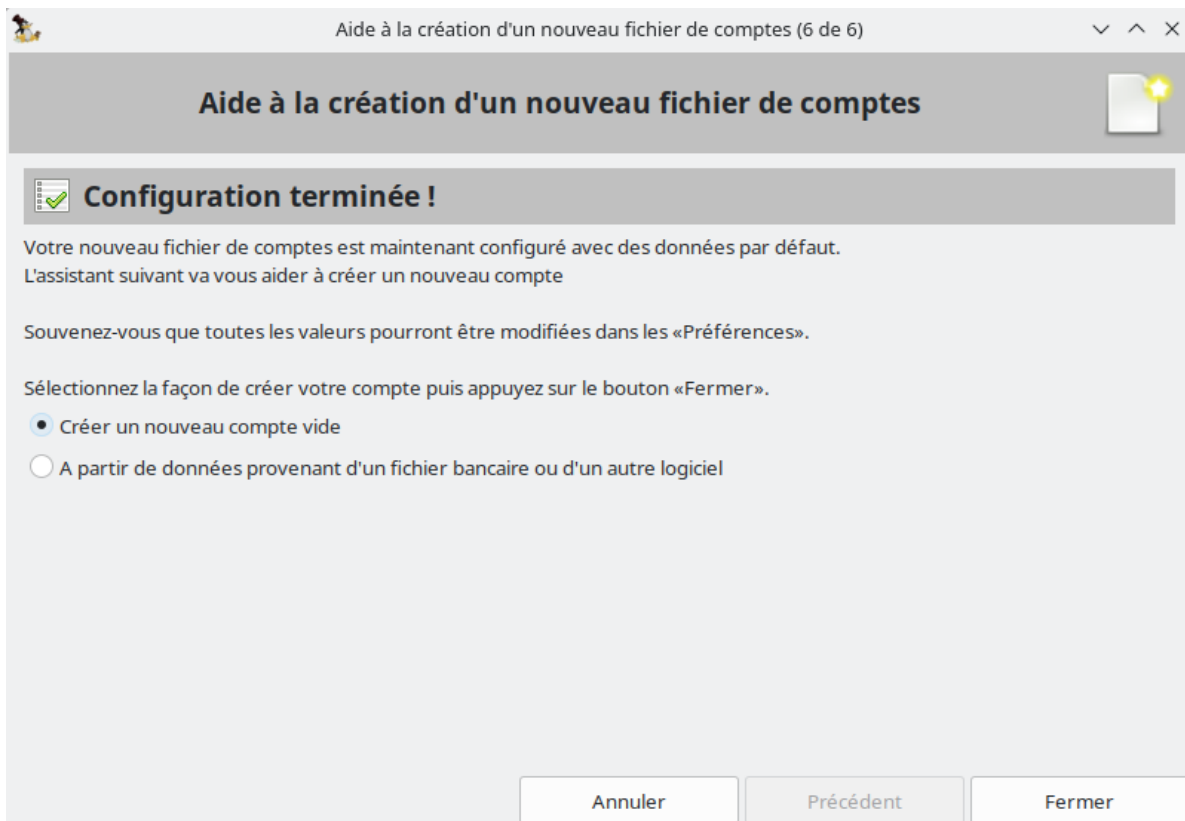 Aide à la création d'un nouveau fichier de comptes (6 de 6)
Aide à la création d'un nouveau fichier de comptes
Configuration terminée !
Votre nouveau fichier de comptes est maintenant configuré avec des données par défaut.
L'assistant suivant va vous aider à créer un nouveau compte
Souvenez-vous que toutes les valeurs pourront être modifiées dans les «Préférences».
Sélectionnez la façon de créer votre compte puis appuyez sur le bouton «Fermer».
Créer un nouveau compte vide
A partir de données provenant d'un fichier bancaire ou d'un autre logiciel
Annuler Précédent Fermer